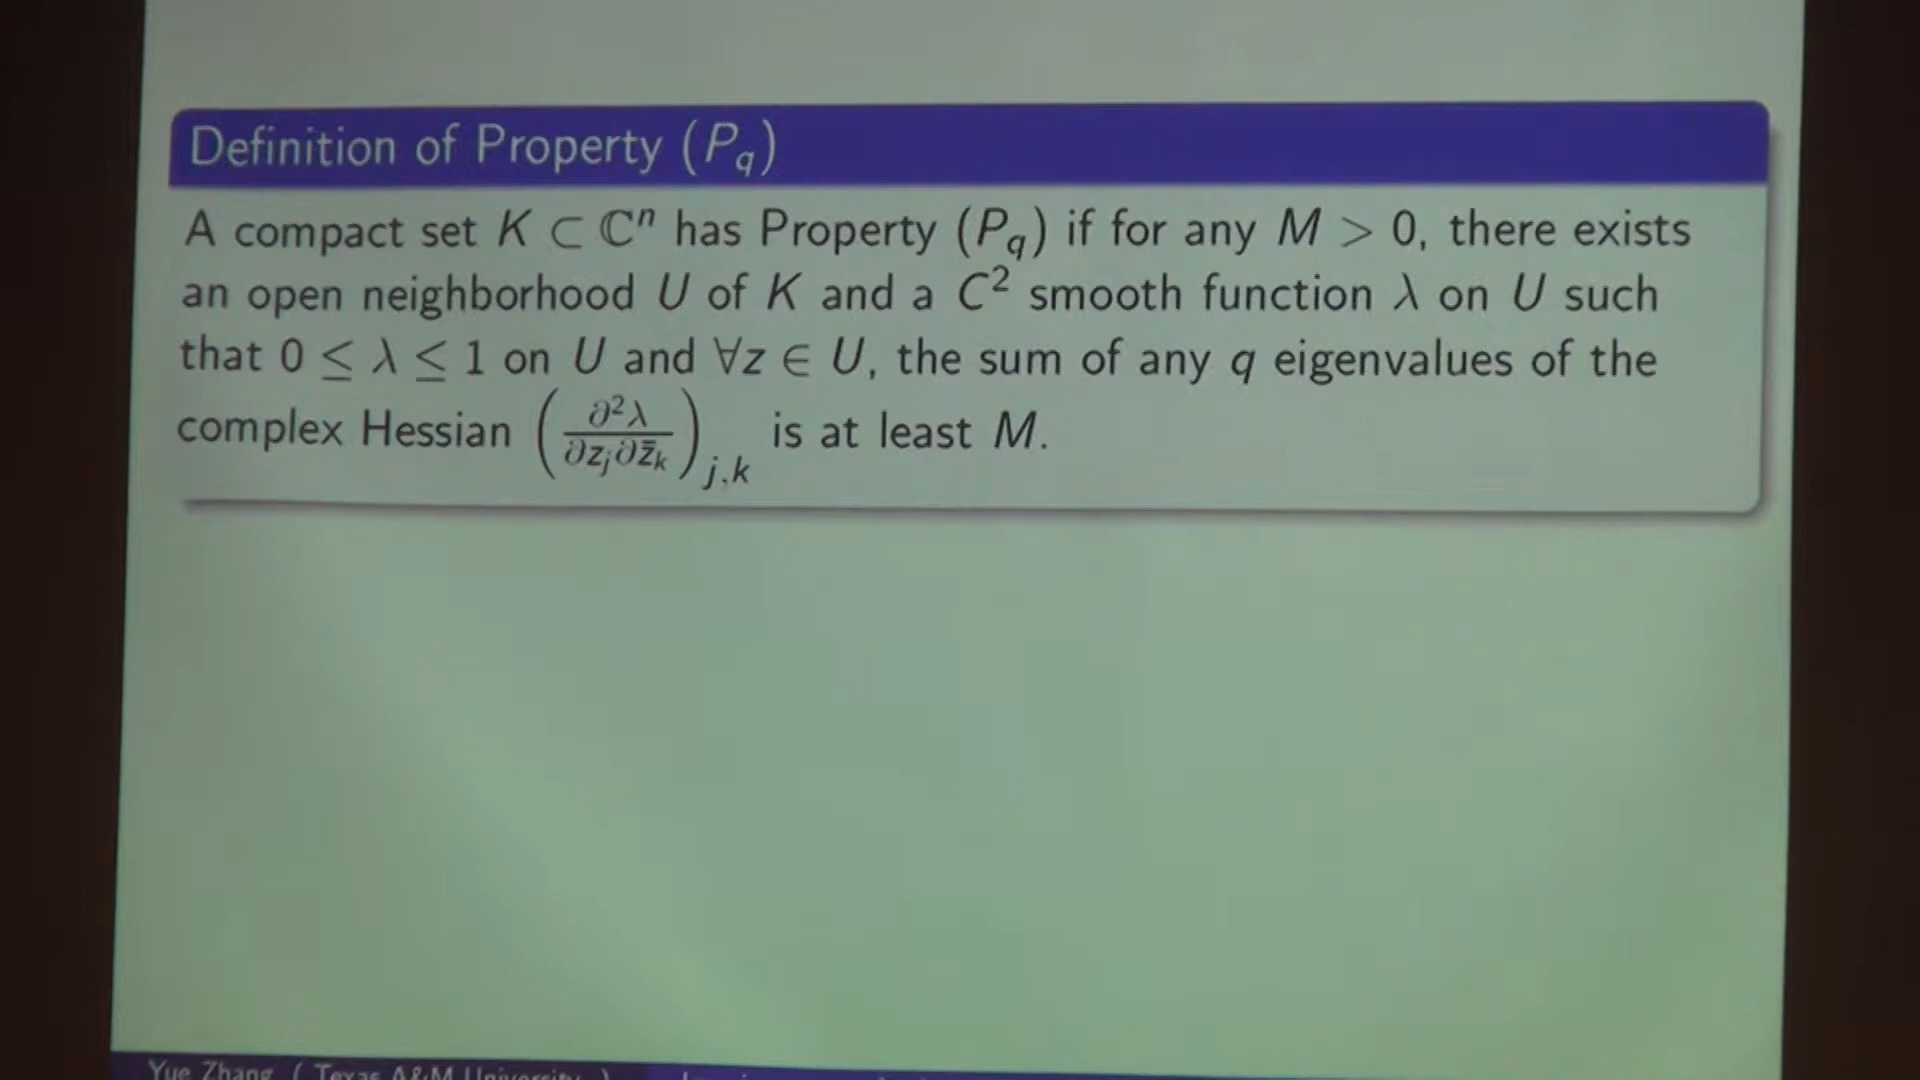 Definition of Property (P_q)
A compact set K ⊂ ℂⁿ has Property (P_q) if for any M > 0, there exists
an open neighborhood U of K and a C² smooth function λ on U such
that 0 ≤ λ ≤ 1 on U and ∀z ∈ U, the sum of any q eigenvalues of the
complex Hessian (∂²λ/∂z_j∂z̄_k)_{j,k} is at least M.
Yue Zhang ( Texas A&M University )